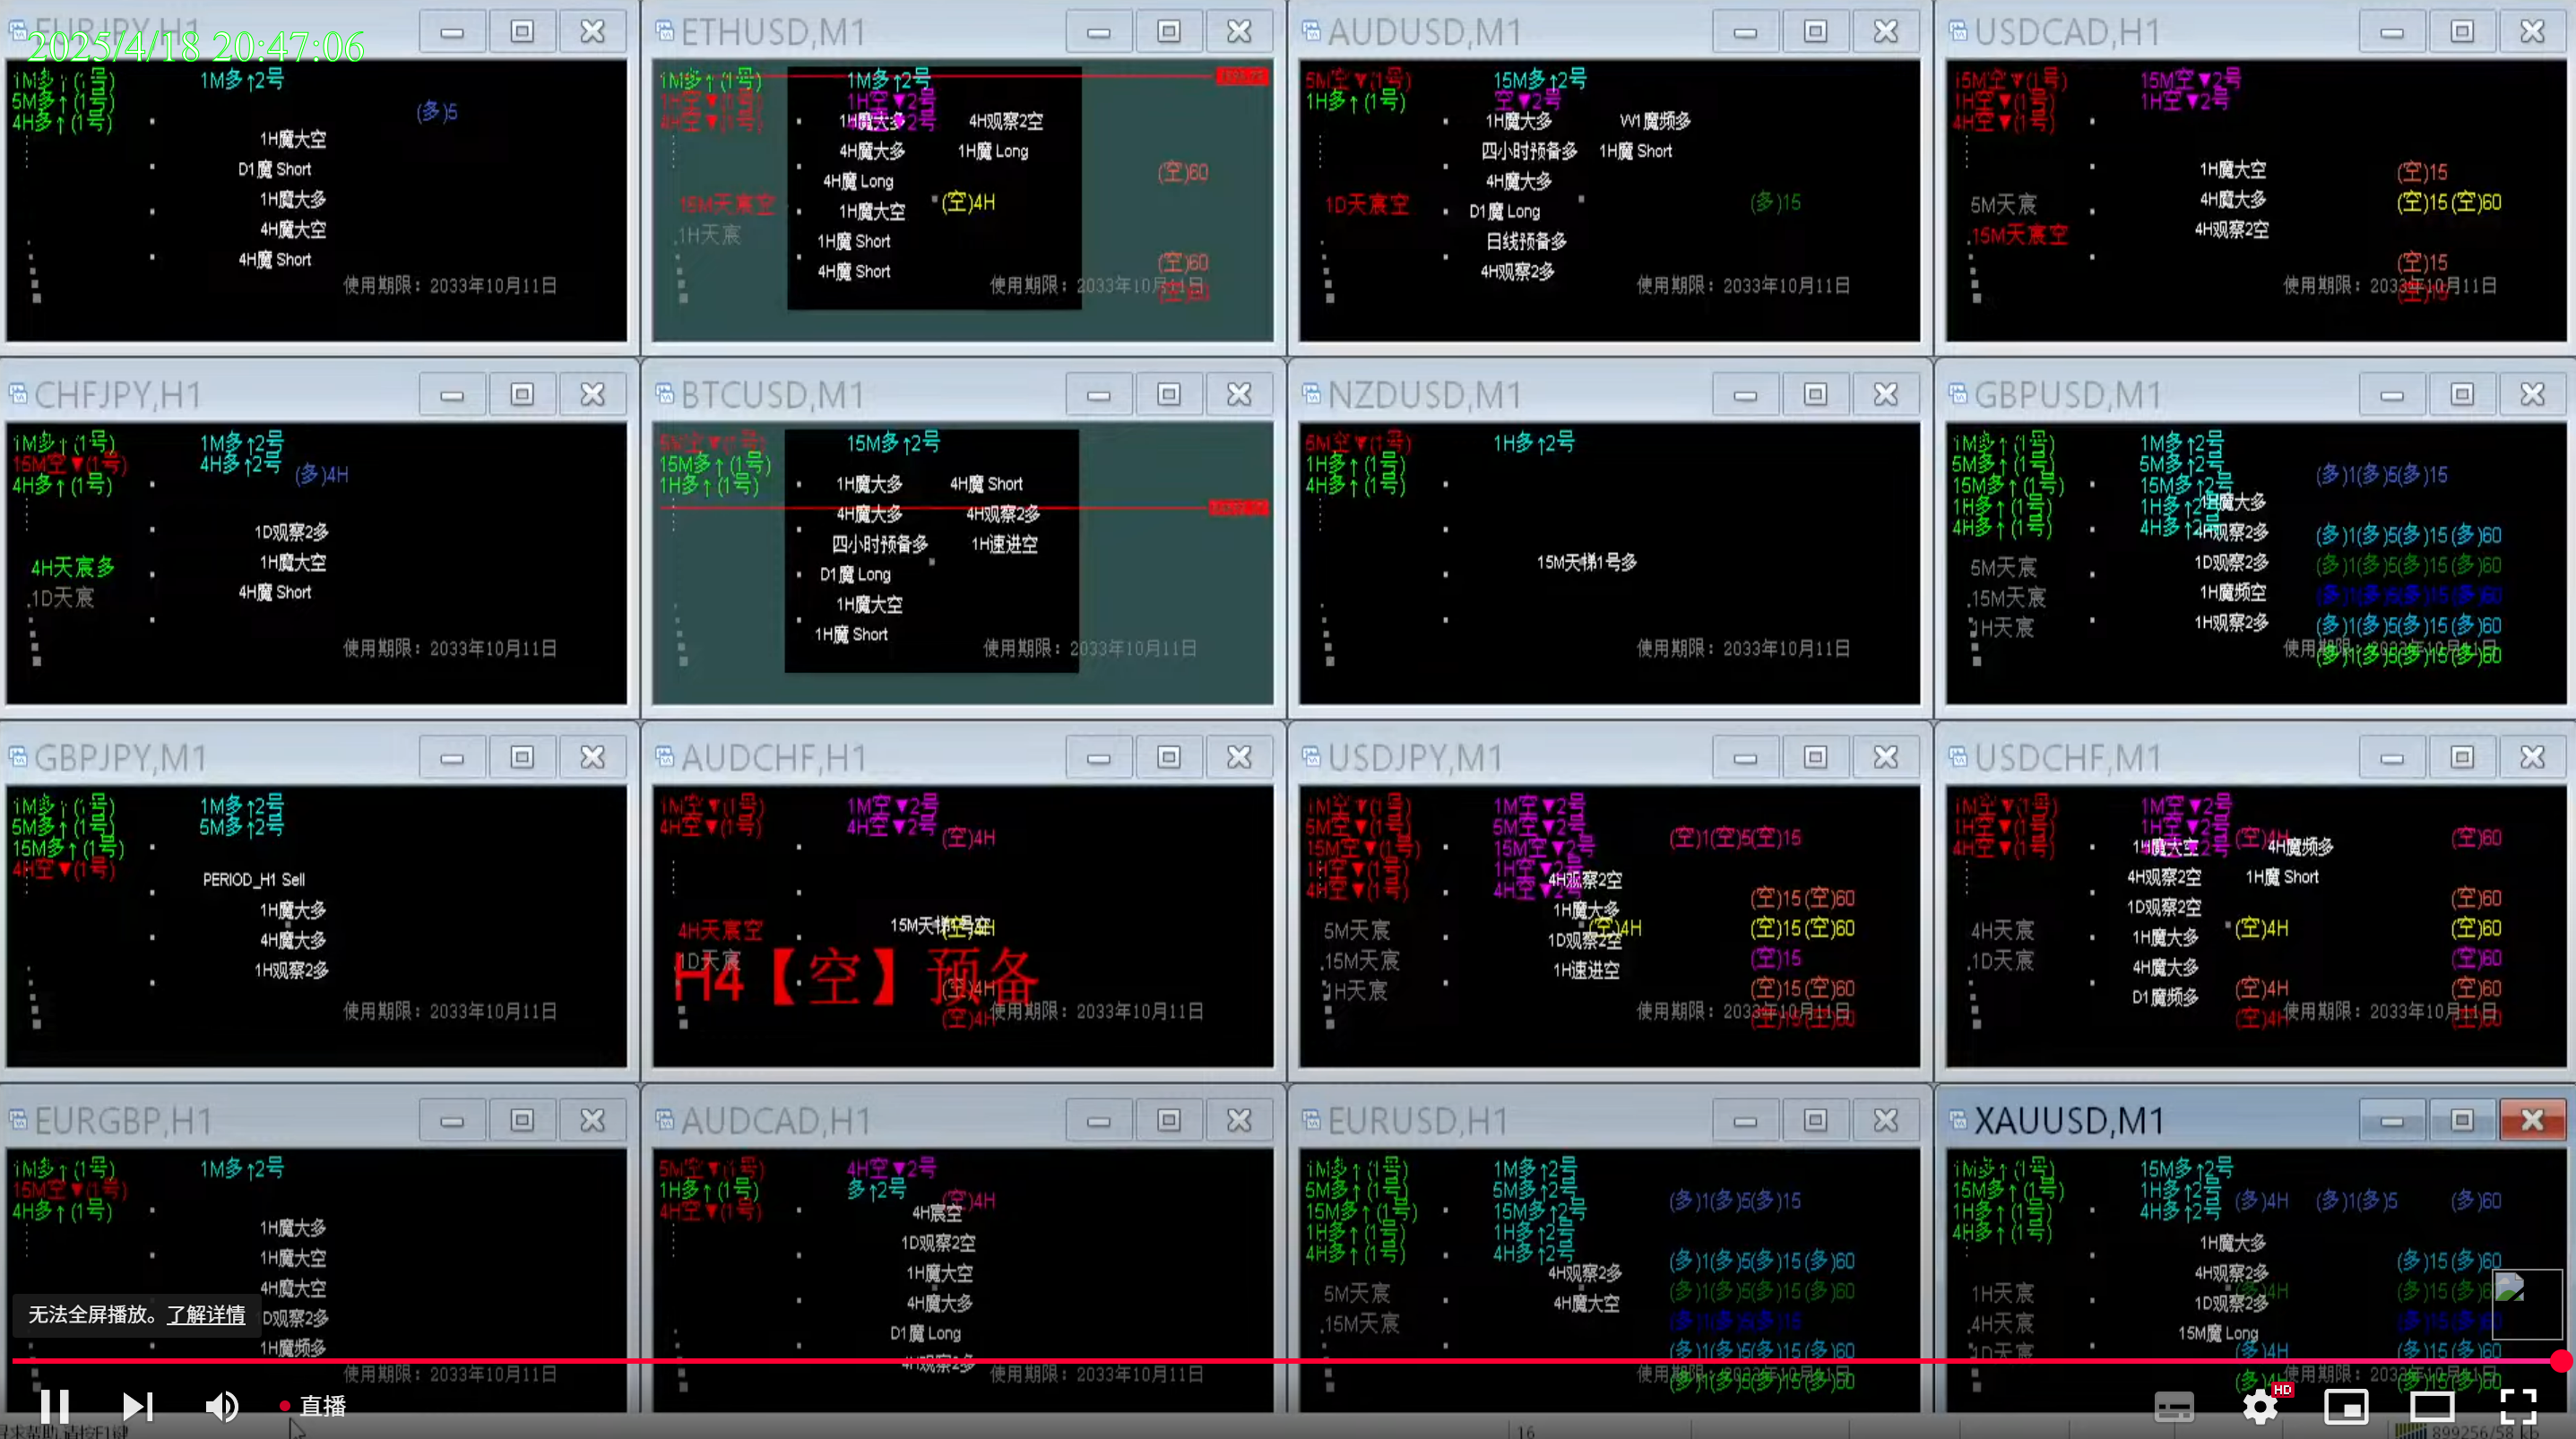 EURJPY,H1
2025/4/18 20:47:06
1M多↑(1号) 1M多↑2号
5M多↑(1号) (多)5
4H多↑(1号)
1H魔大空
D1魔 Short
1H魔大多
4H魔大空
4H魔 Short
使用期限：2033年10月11日
ETHUSD,M1
1M多↑(1号) 1M多↑2号
1H空▼(1号) 1H空▼2号
4H空▼(1号) 空▼2号
1H魔大多 4H观察2空
4H魔大多 1H魔 Long
(空)60
4H魔 Long
15M天宸空 1H魔大空 (空)4H
1H天宸 1H魔 Short
(空)60
4H魔 Short
使用期限：2033年10月11日
(空)60
AUDUSD,M1
5M空▼(1号) 15M多↑2号
1H多↑(1号) 空▼2号
1H魔大多 W1魔频多
四小时预备多 1H魔 Short
4H魔大多
1D天宸空 D1魔 Long (多)15
日线预备多
4H观察2多
使用期限：2033年10月11日
USDCAD,H1
15M空▼(1号) 15M空▼2号
1H空▼(1号) 1H空▼2号
4H空▼(1号)
1H魔大空 (空)15
5M天宸 4H魔大多 (空)15(空)60
15M天宸空 4H观察2空
(空)15
使用期限：2033年10月11日
(空)15
CHFJPY,H1
1M多↑(1号) 1M多↑2号
15M空▼(1号) 4H多↑2号 (多)4H
4H多↑(1号)
1D观察2多
4H天宸多 1H魔大空
1D天宸 4H魔 Short
使用期限：2033年10月11日
BTCUSD,M1
5M空▼(1号) 15M多↑2号
15M多↑(1号)
1H多↑(1号)
1H魔大多 4H魔 Short
4H魔大多 4H观察2多
四小时预备多 1H速进空
D1魔 Long
1H魔大空
1H魔 Short
使用期限：2033年10月11日
NZDUSD,M1
5M空▼(1号) 1H多↑2号
1H多↑(1号)
4H多↑(1号)
15M天梯1号多
使用期限：2033年10月11日
GBPUSD,M1
1M多↑(1号) 1M多↑2号
5M多↑(1号) 5M多↑2号 (多)1(多)5(多)15
15M多↑(1号) 15M多↑2号
1H多↑(1号) 1H多↑2号 魔大多
4H多↑(1号) 4H多↑2号 4H观察2多 (多)1(多)5(多)15(多)60
5M天宸 1D观察2多 (多)1(多)5(多)15(多)60
15M天宸 1H魔频空 (多)1(多)5(多)15(多)60
1H天宸 1H观察2多 (多)1(多)5(多)15(多)60
使用期限：2033年10月11日
(多)1(多)5(多)15(多)60
GBPJPY,M1
1M多↑(1号) 1M多↑2号
5M多↑(1号) 5M多↑2号
15M多↑(1号)
4H空▼(1号)
PERIOD_H1 Sell
1H魔大多
4H魔大多
1H观察2多
使用期限：2033年10月11日
AUDCHF,H1
1M空▼(1号) 1M空▼2号
4H空▼(1号) 4H空▼2号 (空)4H
4H天宸空 15M天梯1号空 (空)4H
1D天宸
H4【空】预备
(空)4H
使用期限：2033年10月11日
(空)4H
USDJPY,M1
1M空▼(1号) 1M空▼2号
5M空▼(1号) 5M空▼2号 (空)1(空)5(空)15
15M空▼(1号) 15M空▼2号
1H空▼(1号) 1H空▼2号
4H空▼(1号) 4H空▼2号
4H观察2空
1H魔大多 (空)15(空)60
5M天宸 (空)4H (空)15(空)60
1D观察2空
15M天宸 1H速进空 (空)15
1H天宸 (空)15(空)60
使用期限：2033年10月11日
(空)15(空)60
USDCHF,M1
1M空▼(1号) 1M空▼2号
1H空▼(1号) 1H空▼2号 (空)4H (空)60
4H空▼(1号) 空▼2号
1H魔大空 4H魔频多
4H观察2空 1H魔 Short
1D观察2空 (空)60
4H天宸 1H魔大多 (空)4H (空)60
1D天宸 4H魔大多 (空)60
D1魔频多 (空)4H (空)60
(空)4H 使用期限：2033年10月11日 (空)60
EURGBP,H1
1M多↑(1号) 1M多↑2号
15M空▼(1号)
4H多↑(1号)
1H魔大多
1H魔大空
4H魔大空
1D观察2多
1H魔频多
使用期限：2033年10月11日
AUDCAD,H1
5M空▼(1号) 4H空▼2号
1H多↑(1号) 多↑2号 (空)4H
4H空▼(1号)
4H宸空
1D观察2空
1H魔大空
4H魔大多
D1魔 Long
4H观察2多
使用期限：2033年10月11日
EURUSD,H1
1M多↑(1号) 1M多↑2号
5M多↑(1号) 5M多↑2号 (多)1(多)5(多)15
15M多↑(1号) 15M多↑2号
1H多↑(1号) 1H多↑2号
4H多↑(1号) 4H多↑2号 (多)1(多)5(多)15(多)60
4H观察2多
5M天宸 4H魔大空 (多)1(多)5(多)15(多)60
15M天宸 (多)1(多)5(多)15
(多)1(多)5(多)15(多)60
使用期限：2033年10月11日
(多)1(多)5(多)15(多)60
XAUUSD,M1
1M多↑(1号) 15M多↑2号
15M多↑(1号) 1H多↑2号 (多)4H (多)1(多)5 (多)60
1H多↑(1号) 4H多↑2号
4H多↑(1号)
1H魔大多
4H观察2多 (多)15(多)60
1H天宸 1D观察2多 (多)4H (多)15
4H天宸 15M魔 Long (多)15
1D天宸 (多)4H (多)15(多)60
使用期限：2033年10月11日
无法全屏播放。了解详情
直播
HD
16
899256/58 kb